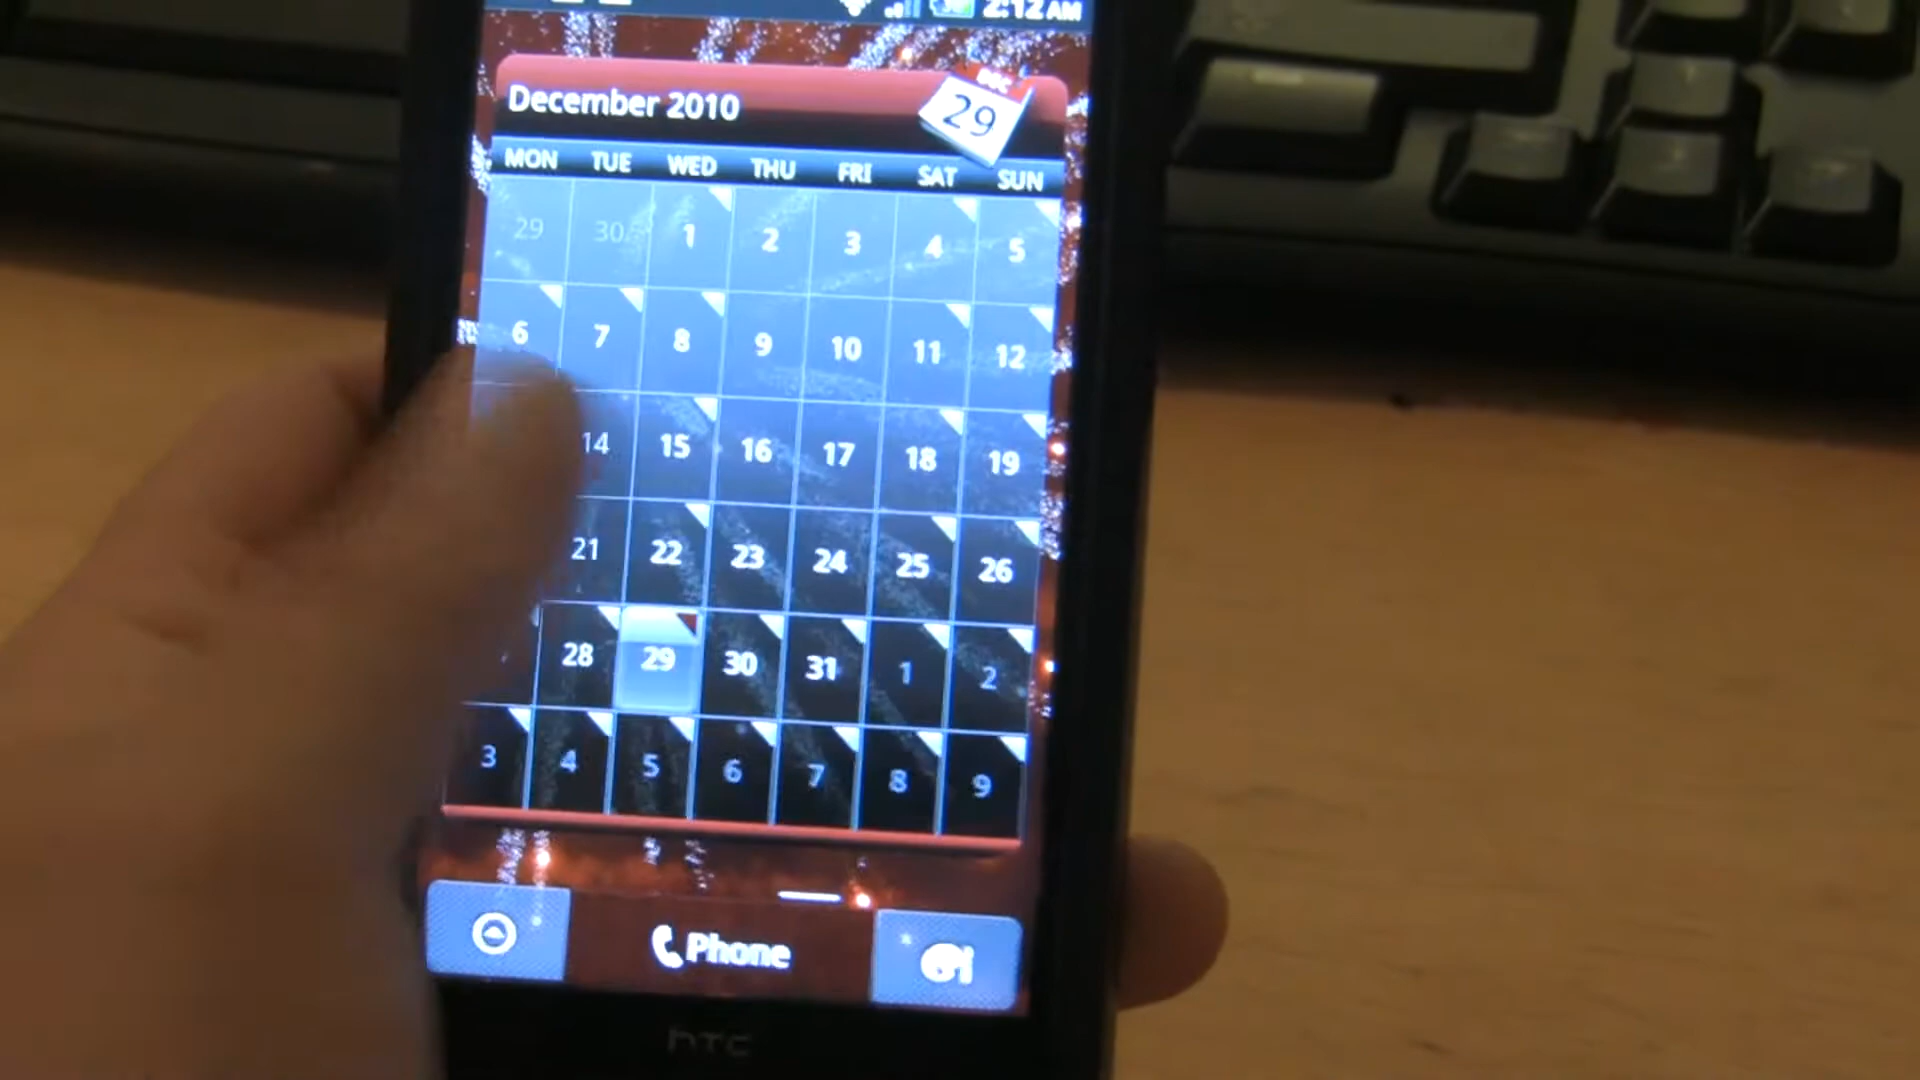 2:12 AM
December 2010
DEC
29
MON TUE WED THU FRI SAT SUN
29 30 1 2 3 4 5
6 7 8 9 10 11 12
14 15 16 17 18 19
21 22 23 24 25 26
28 29 30 31 1 2
3 4 5 6 7 8 9
Phone
hTC